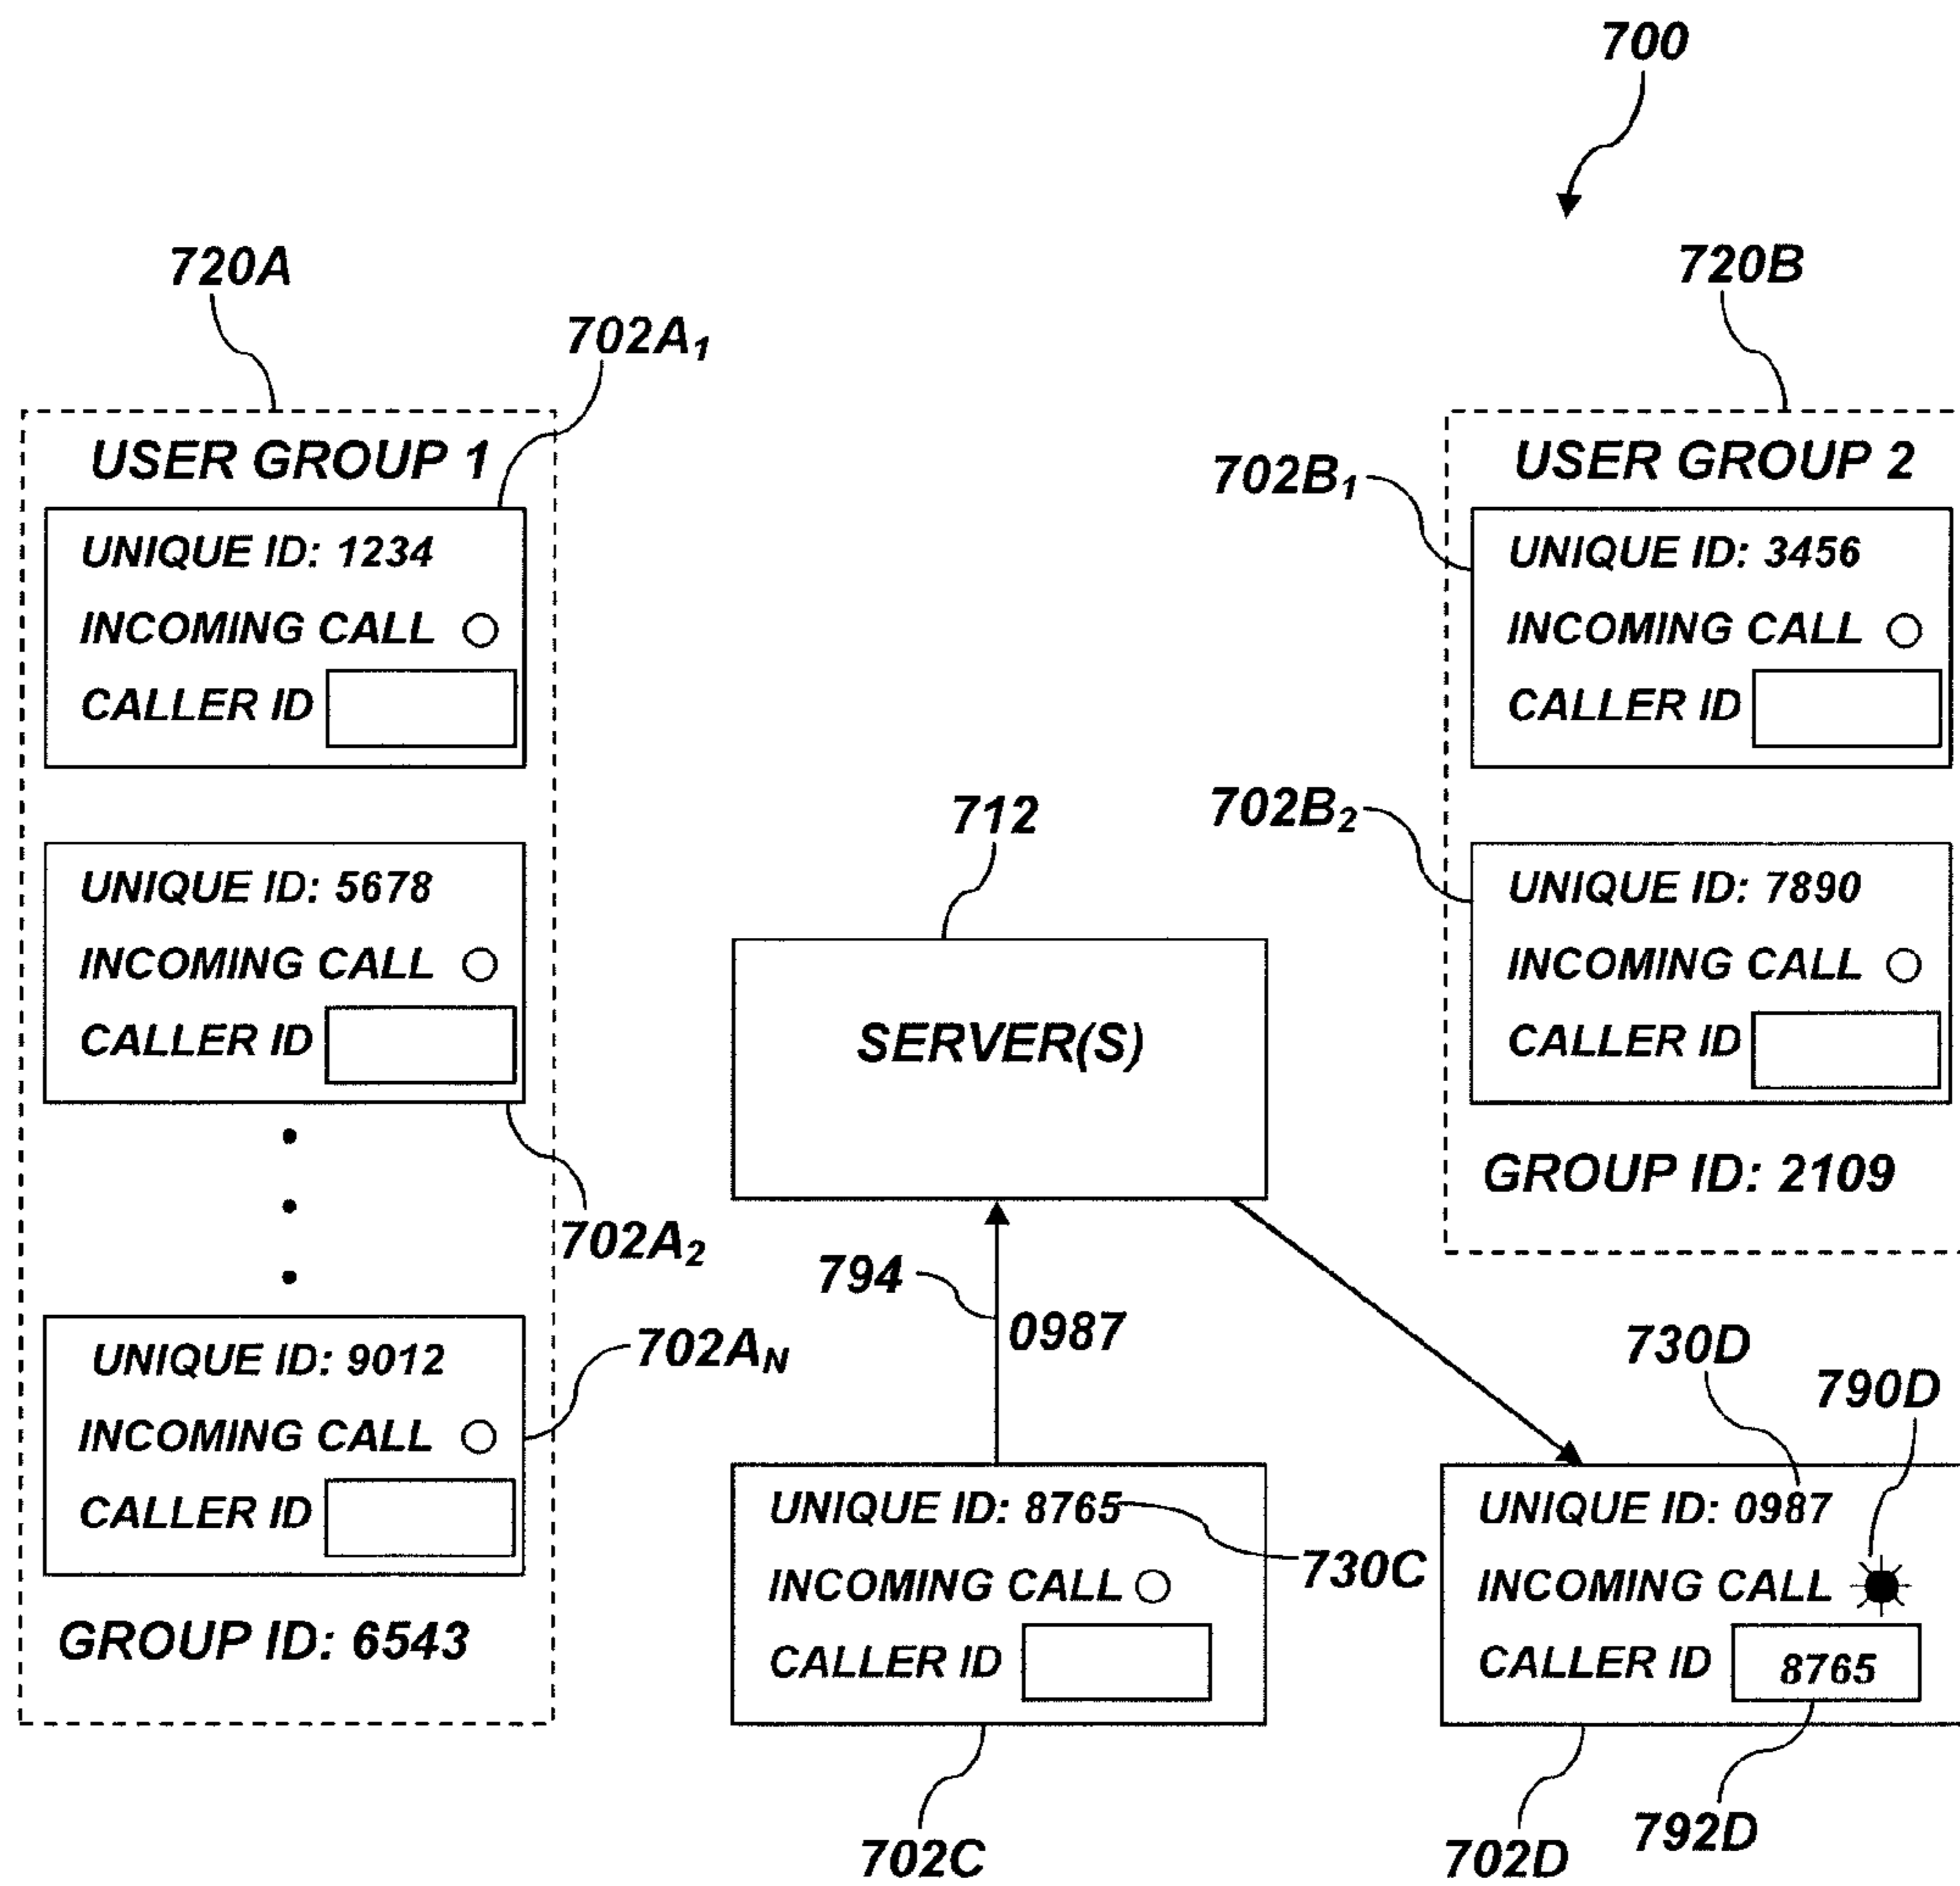 700
720A
720B
702A1
USER GROUP 1
UNIQUE ID: 1234
INCOMING CALL
CALLER ID
UNIQUE ID: 5678
INCOMING CALL
CALLER ID
702A2
UNIQUE ID: 9012
INCOMING CALL
CALLER ID
702AN
GROUP ID: 6543
702B1
USER GROUP 2
UNIQUE ID: 3456
INCOMING CALL
CALLER ID
702B2
UNIQUE ID: 7890
INCOMING CALL
CALLER ID
GROUP ID: 2109
712
SERVER(S)
794
0987
UNIQUE ID: 8765
730C
INCOMING CALL
CALLER ID
702C
730D
790D
UNIQUE ID: 0987
INCOMING CALL
CALLER ID 8765
792D
702D